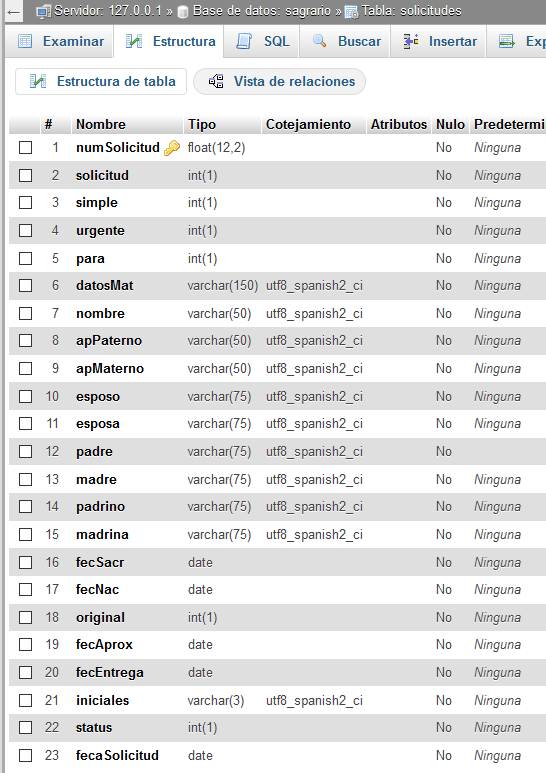 ← Servidor: 127.0.0.1 » Base de datos: sagrario » Tabla: solicitudes
Examinar Estructura SQL Buscar Insertar Exp
Estructura de tabla Vista de relaciones
# Nombre Tipo Cotejamiento Atributos Nulo Predetermi
1 numSolicitud float(12,2) No Ninguna
2 solicitud int(1) No Ninguna
3 simple int(1) No Ninguna
4 urgente int(1) No Ninguna
5 para int(1) No Ninguna
6 datosMat varchar(150) utf8_spanish2_ci No Ninguna
7 nombre varchar(50) utf8_spanish2_ci No Ninguna
8 apPaterno varchar(50) utf8_spanish2_ci No Ninguna
9 apMaterno varchar(50) utf8_spanish2_ci No Ninguna
10 esposo varchar(75) utf8_spanish2_ci No Ninguna
11 esposa varchar(75) utf8_spanish2_ci No Ninguna
12 padre varchar(75) utf8_spanish2_ci No
13 madre varchar(75) utf8_spanish2_ci No Ninguna
14 padrino varchar(75) utf8_spanish2_ci No Ninguna
15 madrina varchar(75) utf8_spanish2_ci No Ninguna
16 fecSacr date No Ninguna
17 fecNac date No Ninguna
18 original int(1) No Ninguna
19 fecAprox date No Ninguna
20 fecEntrega date No Ninguna
21 iniciales varchar(3) utf8_spanish2_ci No Ninguna
22 status int(1) No Ninguna
23 fecaSolicitud date No Ninguna